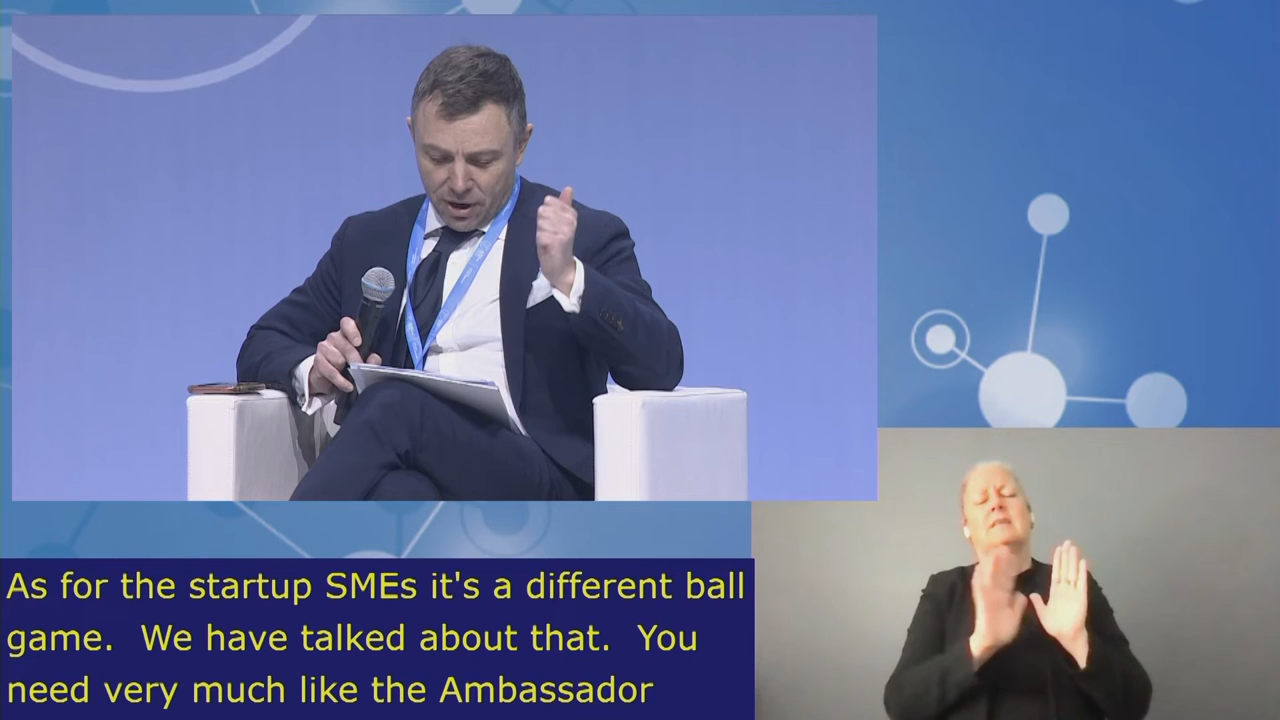 As for the startup SMEs it's a different ball
game.  We have talked about that.  You
need very much like the Ambassador